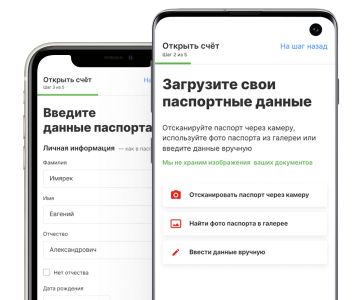 Открыть счёт
Шаг 3 из 5
На
Введите
данные паспорта
Личная информация — как в пас
Фамилия
Имярек
Имя
Евгений
Отчество
Александрович
Нет отчества
Дата рождения
Открыть счёт
На шаг назад
Шаг 2 из 5
Загрузите свои
паспортные данные
Отсканируйте паспорт через камеру,
используйте фото паспорта из галереи или
введите данные вручную
Мы не храним изображения ваших документов
Отсканировать паспорт через камеру
Найти фото паспорта в галерее
Ввести данные вручную